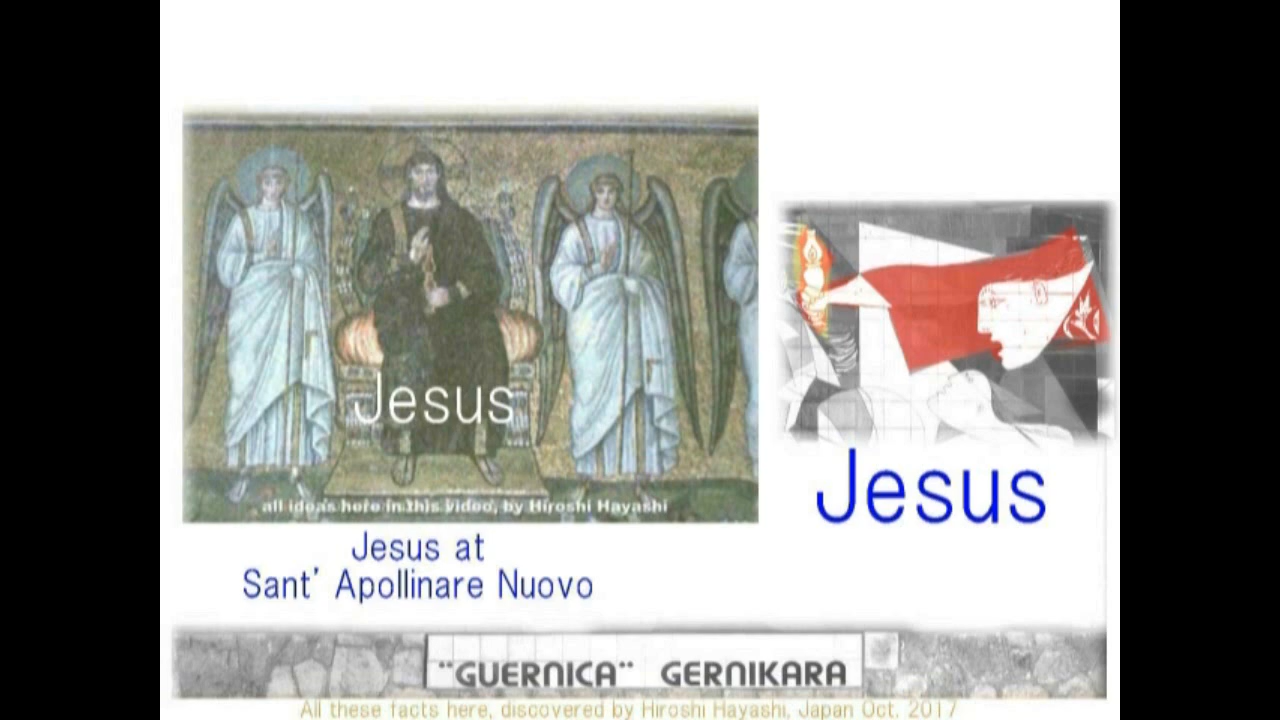 Jesus
all ideas here in this video, by Hiroshi Hayashi
Jesus at
Sant' Apollinare Nuovo
Jesus
"GUERNICA" GERNIKARA
All these facts here, discovered by Hiroshi Hayashi, Japan Oct. 2017